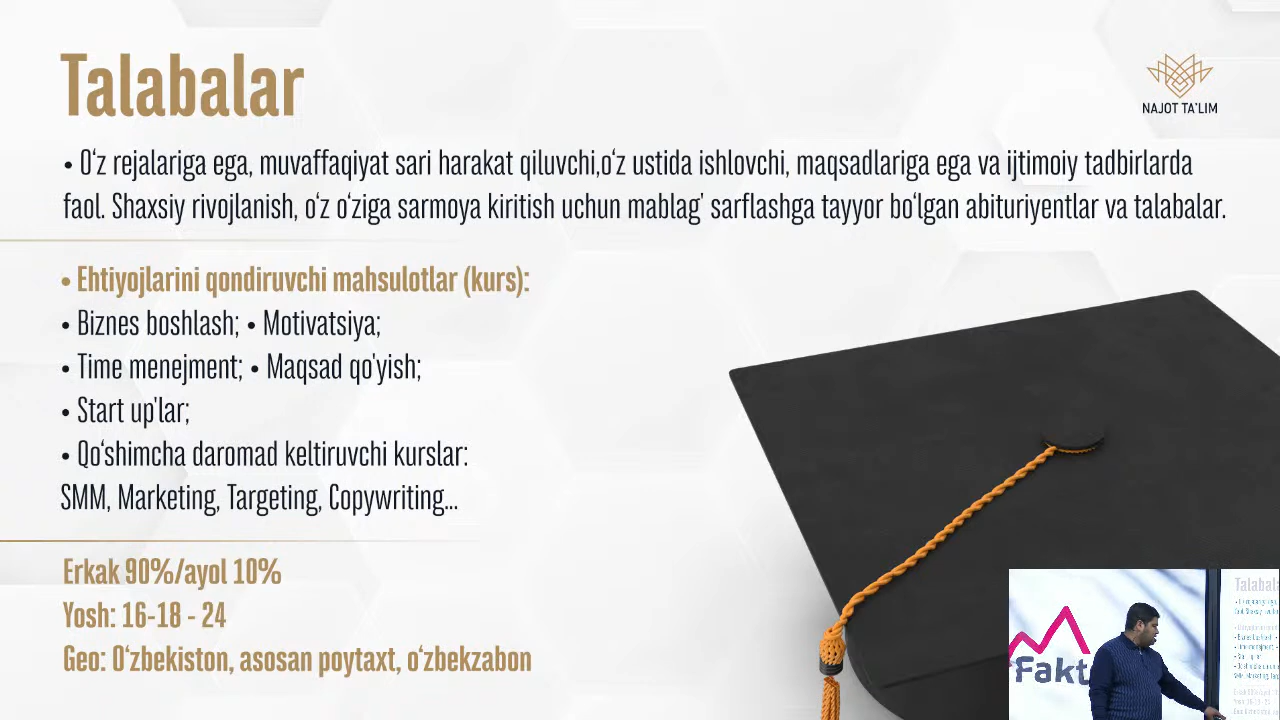 Talabalar
NAJOT TA'LIM
• O‘z rejalariga ega, muvaffaqiyat sari harakat qiluvchi,o‘z ustida ishlovchi, maqsadlariga ega va ijtimoiy tadbirlarda
faol. Shaxsiy rivojlanish, o‘z o‘ziga sarmoya kiritish uchun mablag' sarflashga tayyor bo‘lgan abituriyentlar va talabalar.
• Ehtiyojlarini qondiruvchi mahsulotlar (kurs):
• Biznes boshlash; • Motivatsiya;
• Time menejment; • Maqsad qo'yish;
• Start up'lar;
• Qo‘shimcha daromad keltiruvchi kurslar:
SMM, Marketing, Targeting, Copywriting...
Erkak 90%/ayol 10%
Yosh: 16-18 - 24
Geo: O‘zbekiston, asosan poytaxt, o‘zbekzabon
Fakt